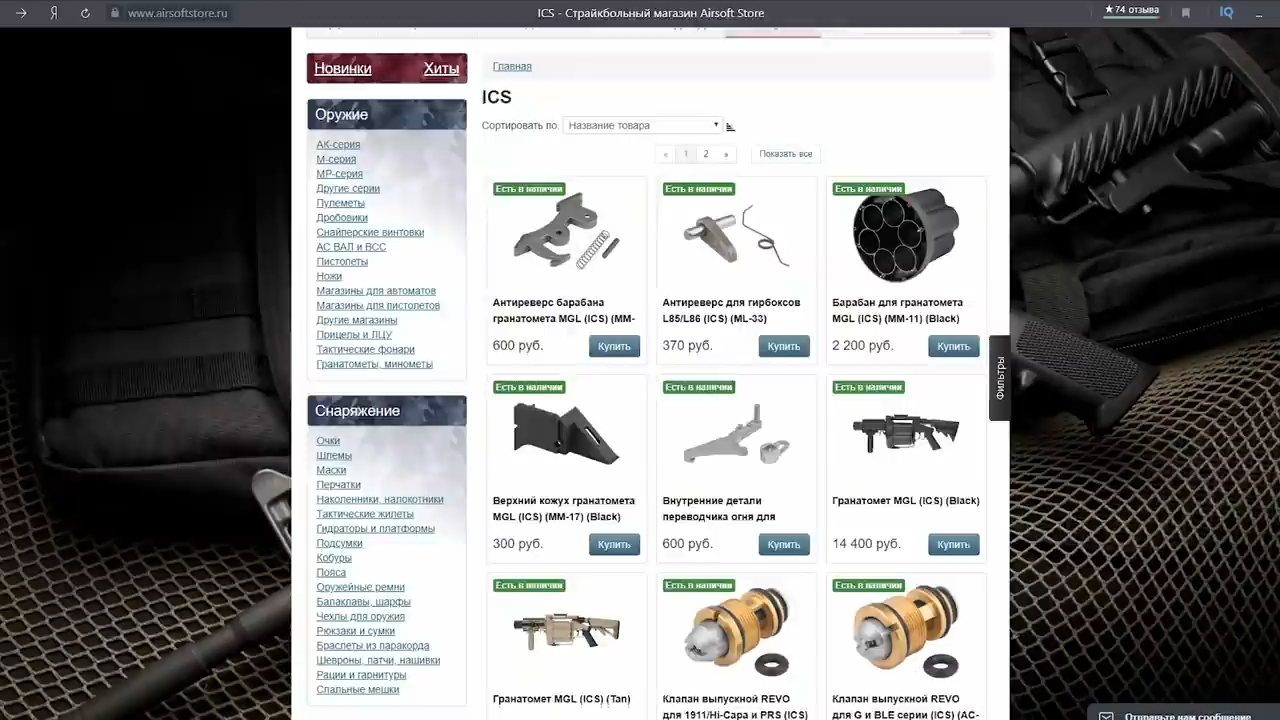 www.airsoftstore.ru
ICS - Страйкбольный магазин Airsoft Store
★74 отзыва
Новинки
Хиты
Оружие
АК-серия
М-серия
МР-серия
Другие серии
Пулеметы
Дробовики
Снайперские винтовки
АС ВАЛ и ВСС
Пистолеты
Ножи
Магазины для автоматов
Магазины для пистолетов
Другие магазины
Прицелы и ЛЦУ
Тактические фонари
Гранатометы, минометы
Снаряжение
Очки
Шлемы
Маски
Перчатки
Наколенники, налокотники
Тактические жилеты
Гидраторы и платформы
Подсумки
Кобуры
Пояса
Оружейные ремни
Балаклавы, шарфы
Чехлы для оружия
Рюкзаки и сумки
Браслеты из паракорда
Шевроны, патчи, нашивки
Рации и гарнитуры
Спальные мешки
Главная
ICS
Сортировать по: Название товара
« 1 2 » Показать все
Есть в наличии
Антиреверс барабана
гранатомета MGL (ICS) (MM-
600 руб. Купить
Есть в наличии
Антиреверс для гирбоксов
L85/L86 (ICS) (ML-33)
370 руб. Купить
Есть в наличии
Барабан для гранатомета
MGL (ICS) (MM-11) (Black)
2 200 руб. Купить
Есть в наличии
Верхний кожух гранатомета
MGL (ICS) (MM-17) (Black)
300 руб. Купить
Есть в наличии
Внутренние детали
переводчика огня для
600 руб. Купить
Есть в наличии
Гранатомет MGL (ICS) (Black)
14 400 руб. Купить
Есть в наличии
Гранатомет MGL (ICS) (Tan)
Есть в наличии
Клапан выпускной REVO
для 1911/Hi-Capa и PRS (ICS)
Есть в наличии
Клапан выпускной REVO
для G и BLE серии (ICS) (AC-
Фильтры
Отправьте нам сообщение